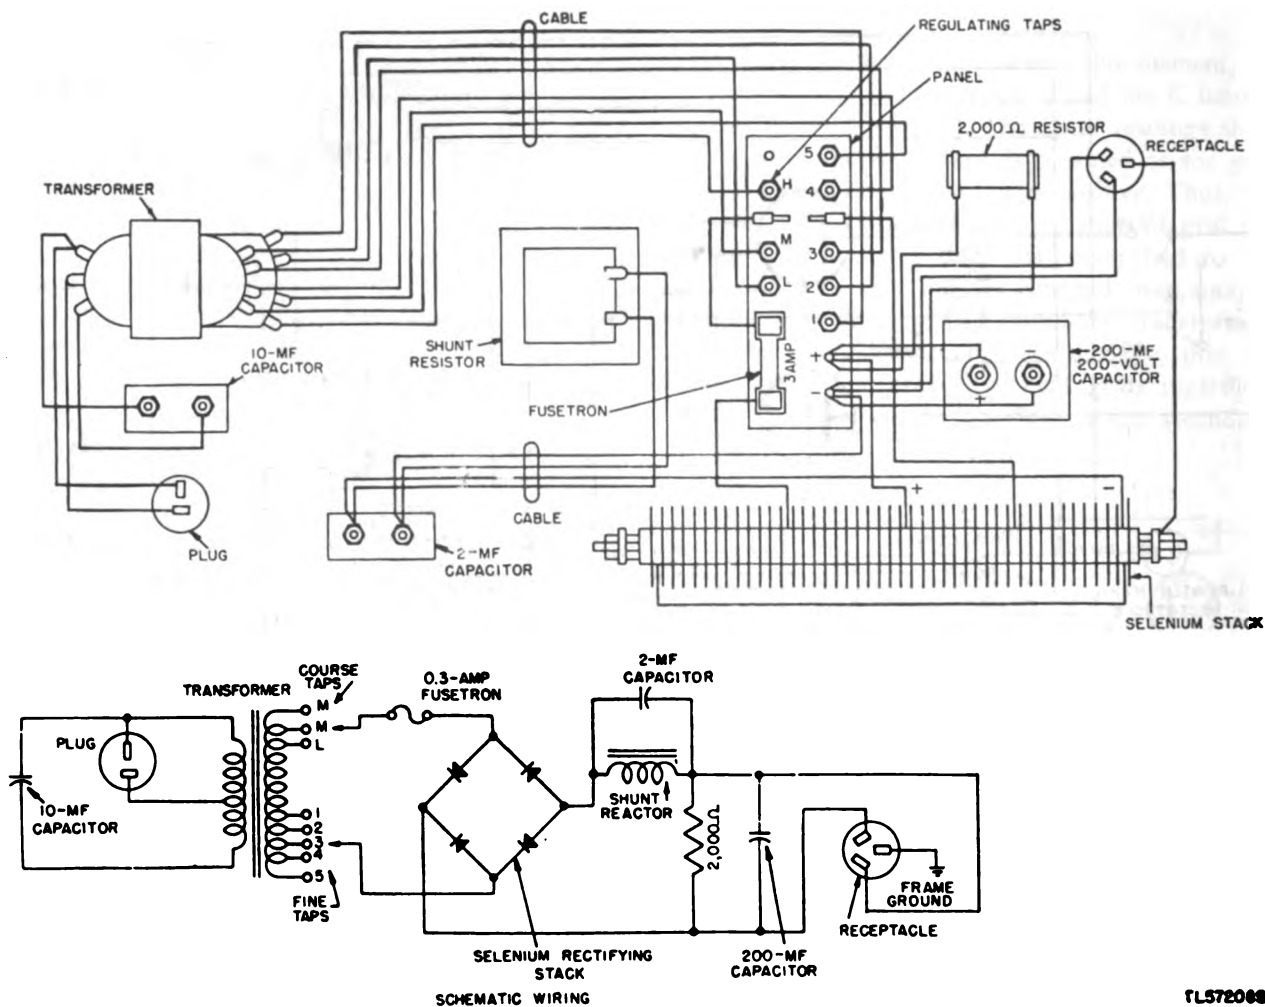 CABLE
REGULATING TAPS
PANEL
2,000Ω RESISTOR
RECEPTACLE
TRANSFORMER
5
H
4
M
3
L
2
1
SHUNT
RESISTOR
10-MF
CAPACITOR
3 AMP
+
-
+
-
200-MF
200-VOLT
CAPACITOR
FUSETRON
PLUG
CABLE
2-MF
CAPACITOR
+
-
SELENIUM STACK
COURSE
TAPS
TRANSFORMER
M
M
L
0.3-AMP
FUSETRON
2-MF
CAPACITOR
PLUG
10-MF
CAPACITOR
1
2
3
4
5
FINE
TAPS
SHUNT
REACTOR
2,000Ω
FRAME
GROUND
RECEPTACLE
SELENIUM RECTIFYING
STACK
200-MF
CAPACITOR
SCHEMATIC WIRING